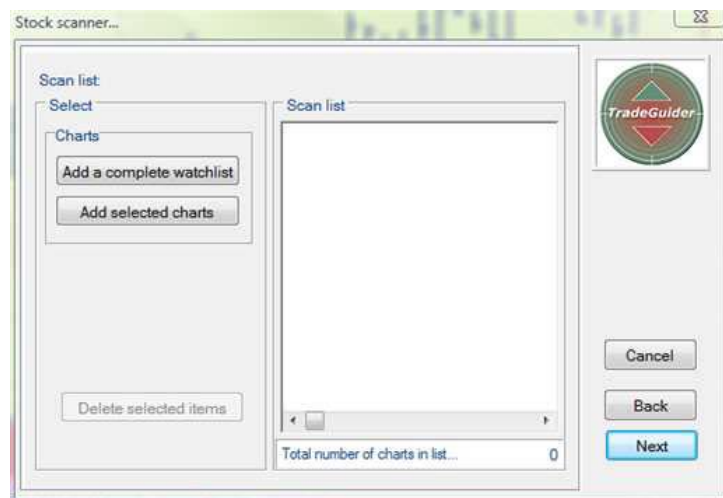 Stock scanner...
Scan list:
Select
Charts
Add a complete watchlist
Add selected charts
Delete selected items
Scan list
Total number of charts in list... 0
TradeGuider
Cancel
Back
Next